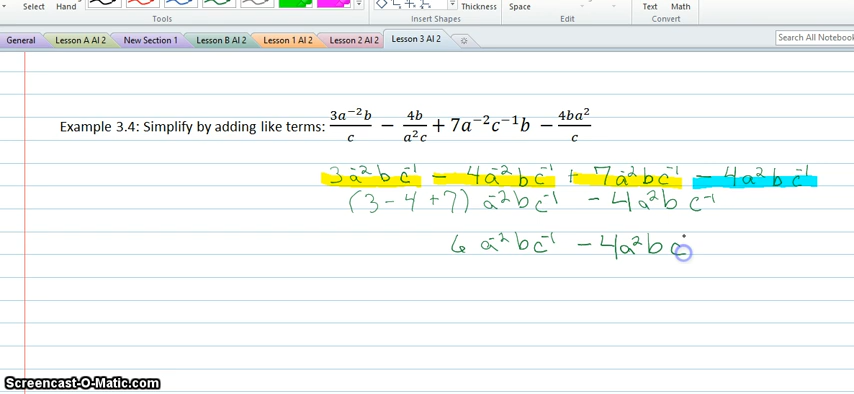 Select Hand Thickness Space Text Math
Tools Insert Shapes Edit Convert
General Lesson A AI 2 New Section 1 Lesson B AI 2 Lesson 1 AI 2 Lesson 2 AI 2 Lesson 3 AI 2 Search All Notebook
Example 3.4: Simplify by adding like terms: 3a⁻²b/c − 4b/a²c + 7a⁻²c⁻¹b − 4ba²/c
3a⁻²bc⁻¹ − 4a⁻²bc⁻¹ + 7a⁻²bc⁻¹ − 4a²bc⁻¹
(3 − 4 + 7) a⁻²bc⁻¹ − 4a²bc⁻¹
6a⁻²bc⁻¹ − 4a²bc
Screencast-O-Matic.com